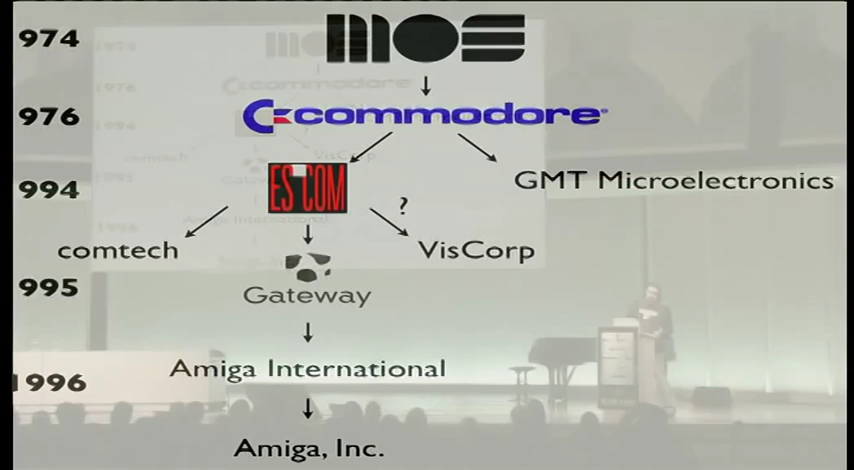 974
mos
976
commodore
994
ESCOM
GMT Microelectronics
?
comtech
VisCorp
995
Gateway
1996
Amiga International
Amiga, Inc.